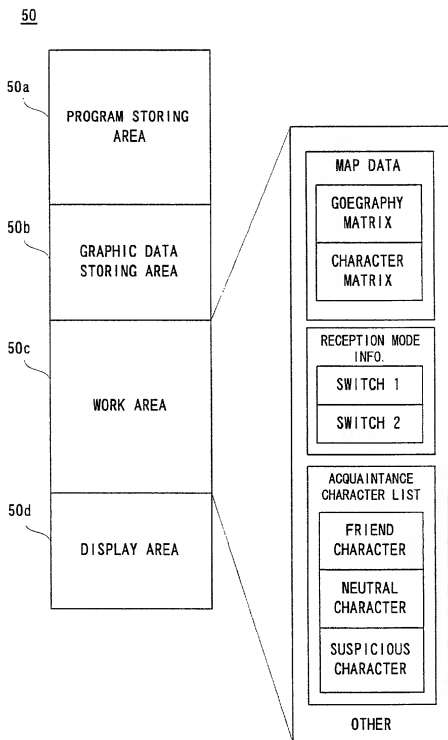 50
50a
PROGRAM STORING
AREA
50b
GRAPHIC DATA
STORING AREA
50c
WORK AREA
50d
DISPLAY AREA
MAP DATA
GOEGRAPHY
MATRIX
CHARACTER
MATRIX
RECEPTION MODE
INFO.
SWITCH 1
SWITCH 2
ACQUAINTANCE
CHARACTER LIST
FRIEND
CHARACTER
NEUTRAL
CHARACTER
SUSPICIOUS
CHARACTER
OTHER